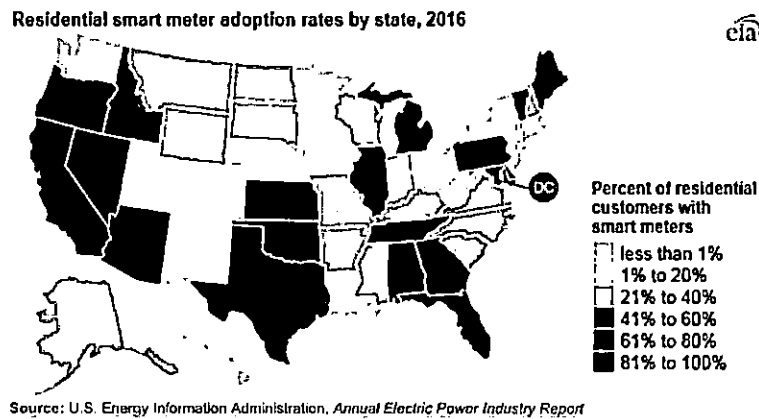 Residential smart meter adoption rates by state, 2016
eia
DC
Percent of residential
customers with
smart meters
less than 1%
1% to 20%
21% to 40%
41% to 60%
61% to 80%
81% to 100%
Source: U.S. Energy Information Administration, Annual Electric Power Industry Report